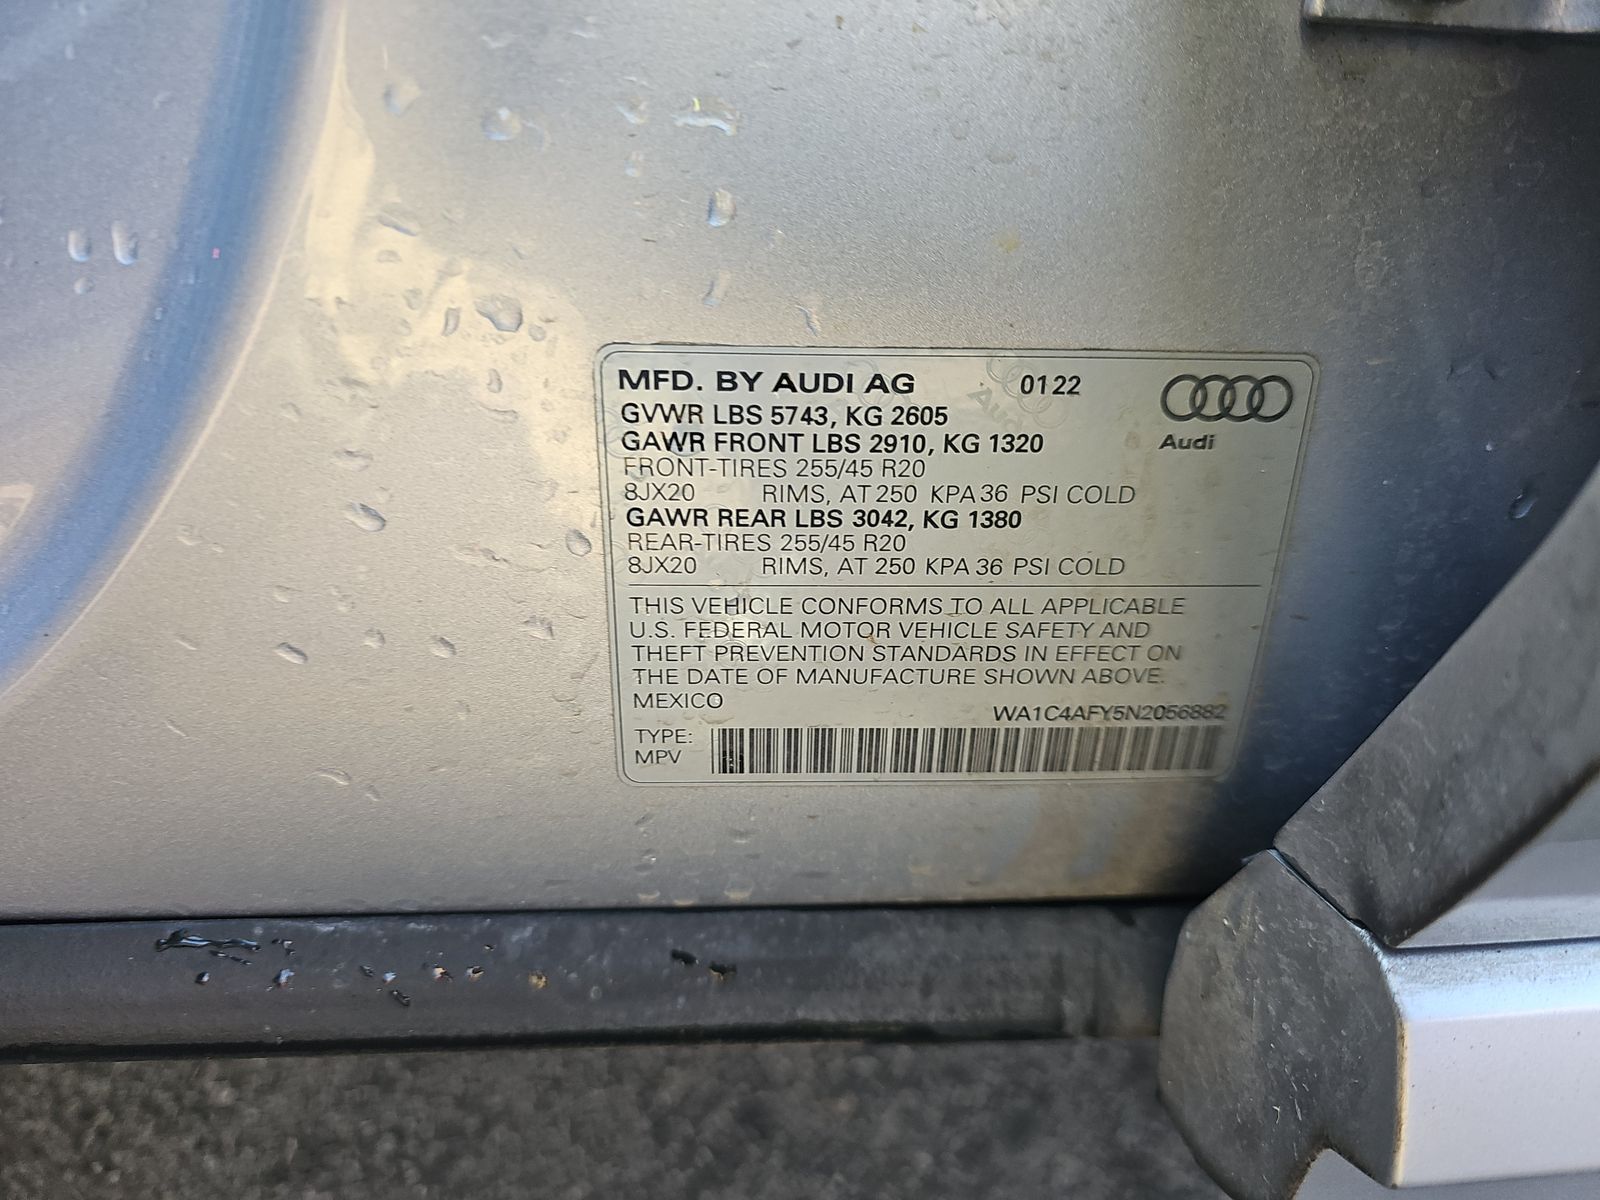 MFD. BY AUDI AG 0122
GVWR LBS 5743, KG 2605
GAWR FRONT LBS 2910, KG 1320
Audi
FRONT-TIRES 255/45 R20
8JX20 RIMS, AT 250 KPA 36 PSI COLD
GAWR REAR LBS 3042, KG 1380
REAR-TIRES 255/45 R20
8JX20 RIMS, AT 250 KPA 36 PSI COLD
THIS VEHICLE CONFORMS TO ALL APPLICABLE
U.S. FEDERAL MOTOR VEHICLE SAFETY AND
THEFT PREVENTION STANDARDS IN EFFECT ON
THE DATE OF MANUFACTURE SHOWN ABOVE.
MEXICO
WA1C4AFY5N2056882
TYPE:
MPV